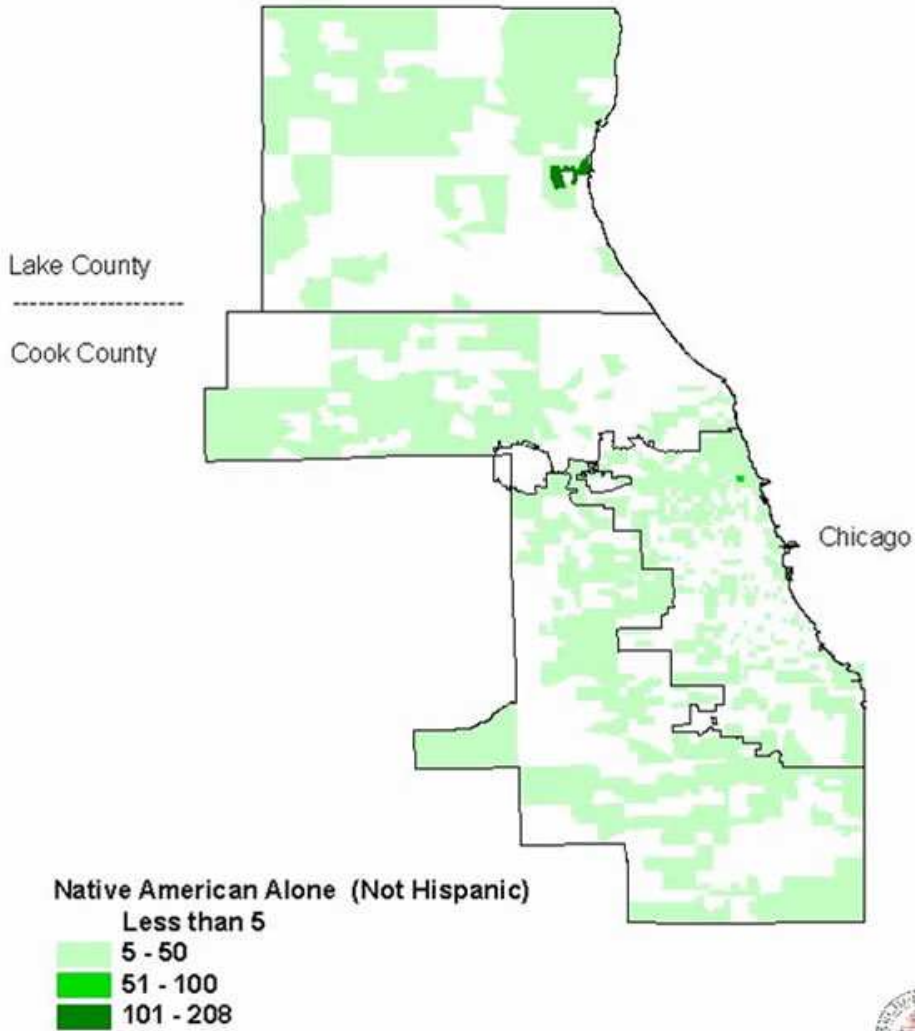 Lake County
--------------------
Cook County
Chicago
Native American Alone (Not Hispanic)
Less than 5
5 - 50
51 - 100
101 - 208